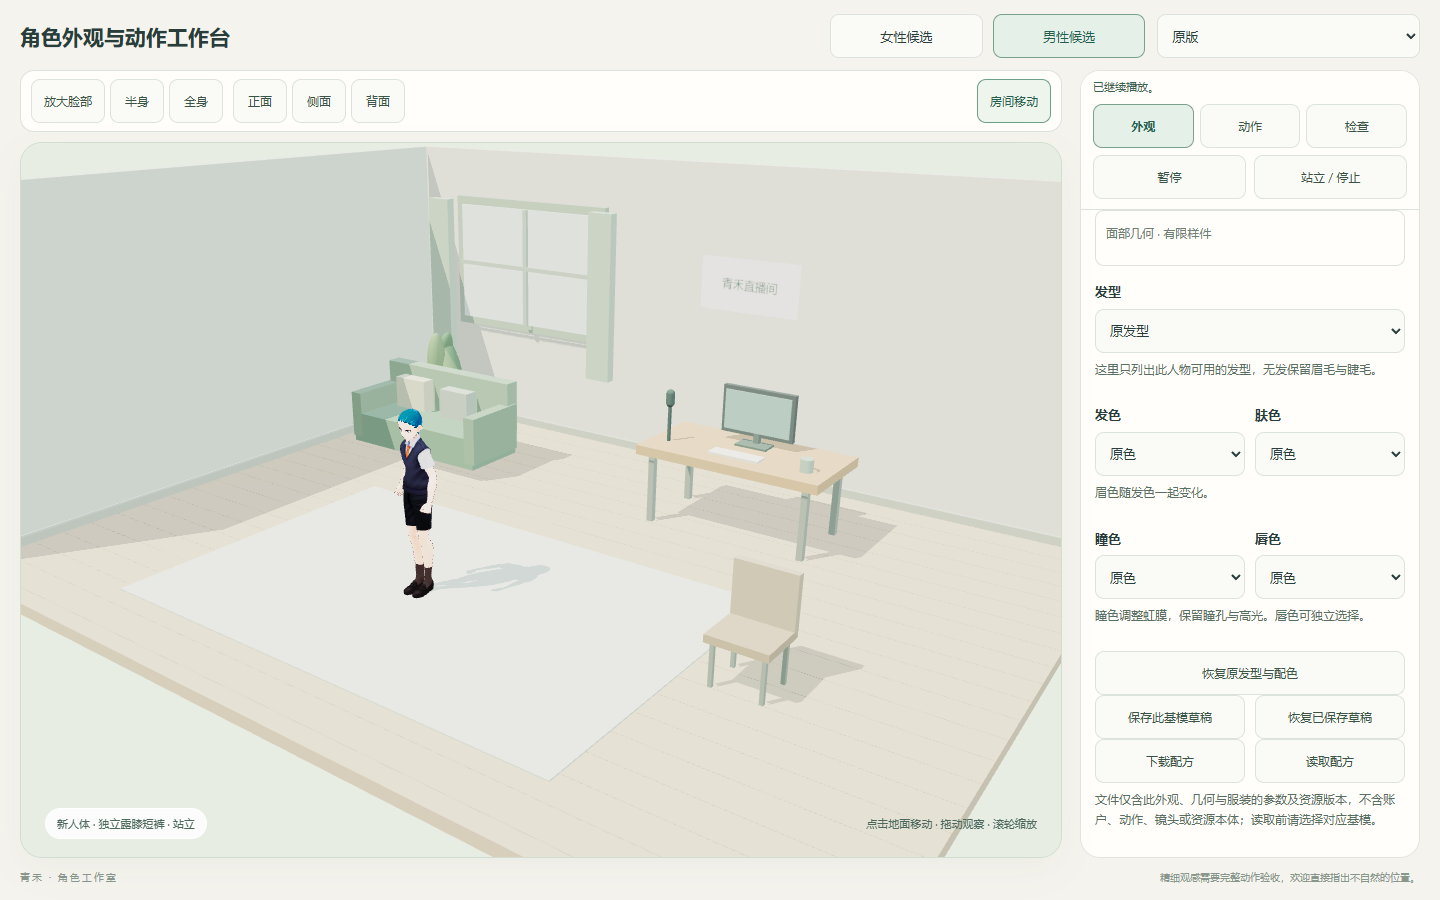 角色外观与动作工作台
女性候选
男性候选
原版
放大脸部
半身
全身
正面
侧面
背面
房间移动
已继续播放。
外观
动作
检查
暂停
站立 / 停止
面部几何 · 有限样件
发型
原发型
这里只列出此人物可用的发型，无发保留眉毛与睫毛。
发色
肤色
原色
原色
眉色随发色一起变化。
瞳色
唇色
原色
原色
瞳色调整虹膜，保留瞳孔与高光。唇色可独立选择。
恢复原发型与配色
保存此基模草稿
恢复已保存草稿
下载配方
读取配方
文件仅含此外观、几何与服装的参数及资源版本，不含账
户、动作、镜头或资源本体；读取前请选择对应基模。
青禾直播间
新人体 · 独立露膝短裤 · 站立
点击地面移动 · 拖动观察 · 滚轮缩放
青禾 · 角色工作室
精细观感需要完整动作验收，欢迎直接指出不自然的位置。